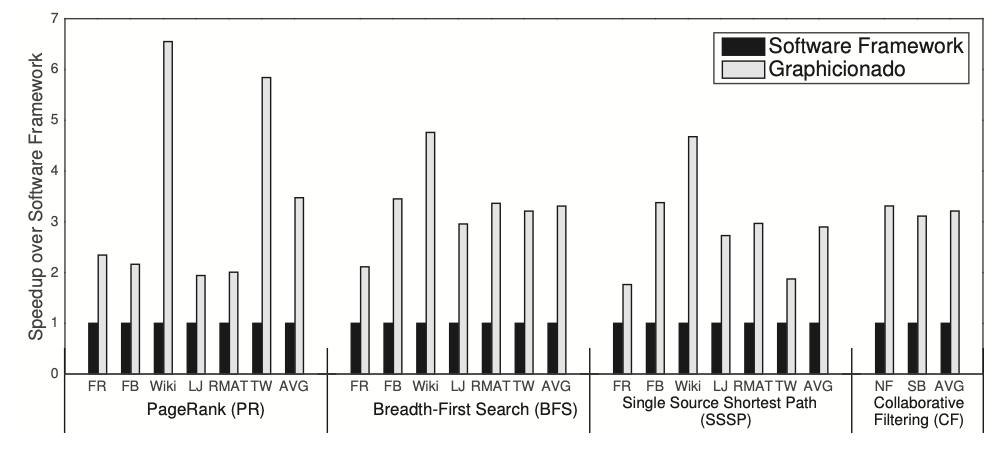 Speedup over Software Framework
7
6
5
4
3
2
1
0
Software Framework
Graphicionado
FR FB Wiki LJ RMAT TW AVG
PageRank (PR)
FR FB Wiki LJ RMAT TW AVG
Breadth-First Search (BFS)
FR FB Wiki LJ RMAT TW AVG
Single Source Shortest Path
(SSSP)
NF SB AVG
Collaborative
Filtering (CF)